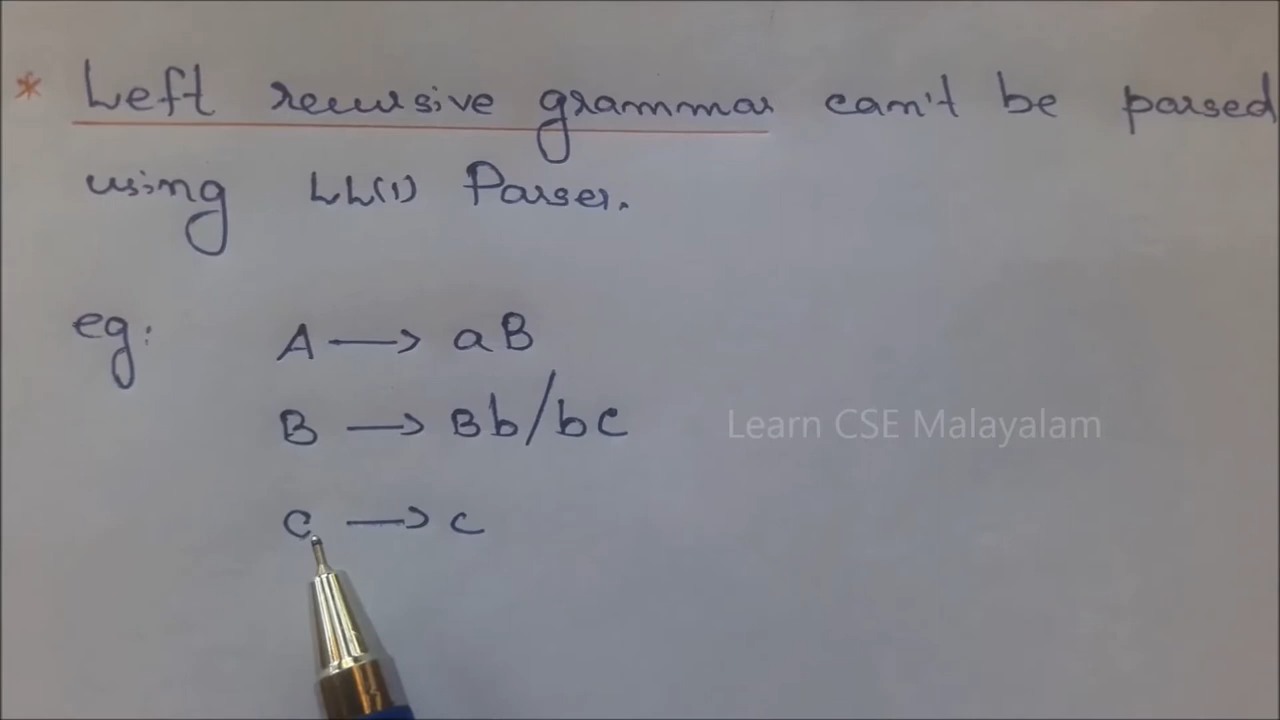 * Left recursive grammar can't be parsed
using LL(1) Parser.
eg: A → aB
B → Bb/bC
Learn CSE Malayalam
C → c